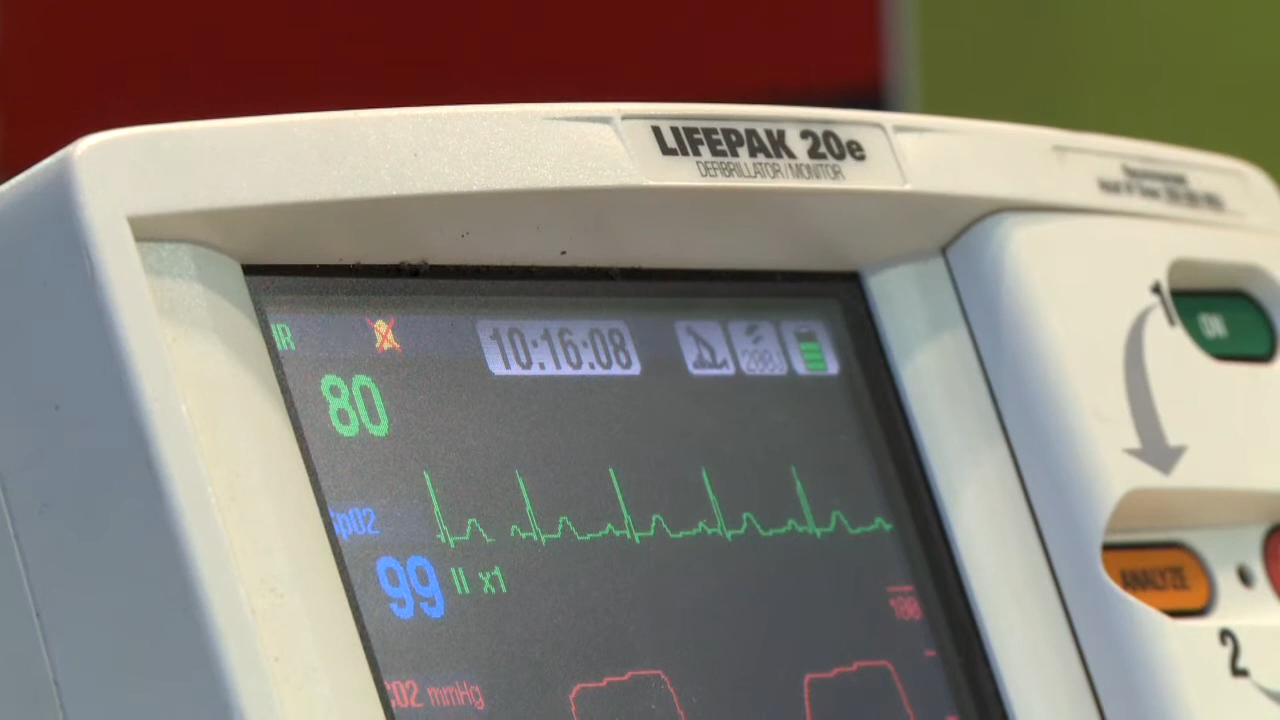 LIFEPAK 20e
DEFIBRILLATOR/MONITOR
1
ON
HR
10:16:08
200J
80
SpO2
99
II x1
ANALYZE
100
2
CO2 mmHg